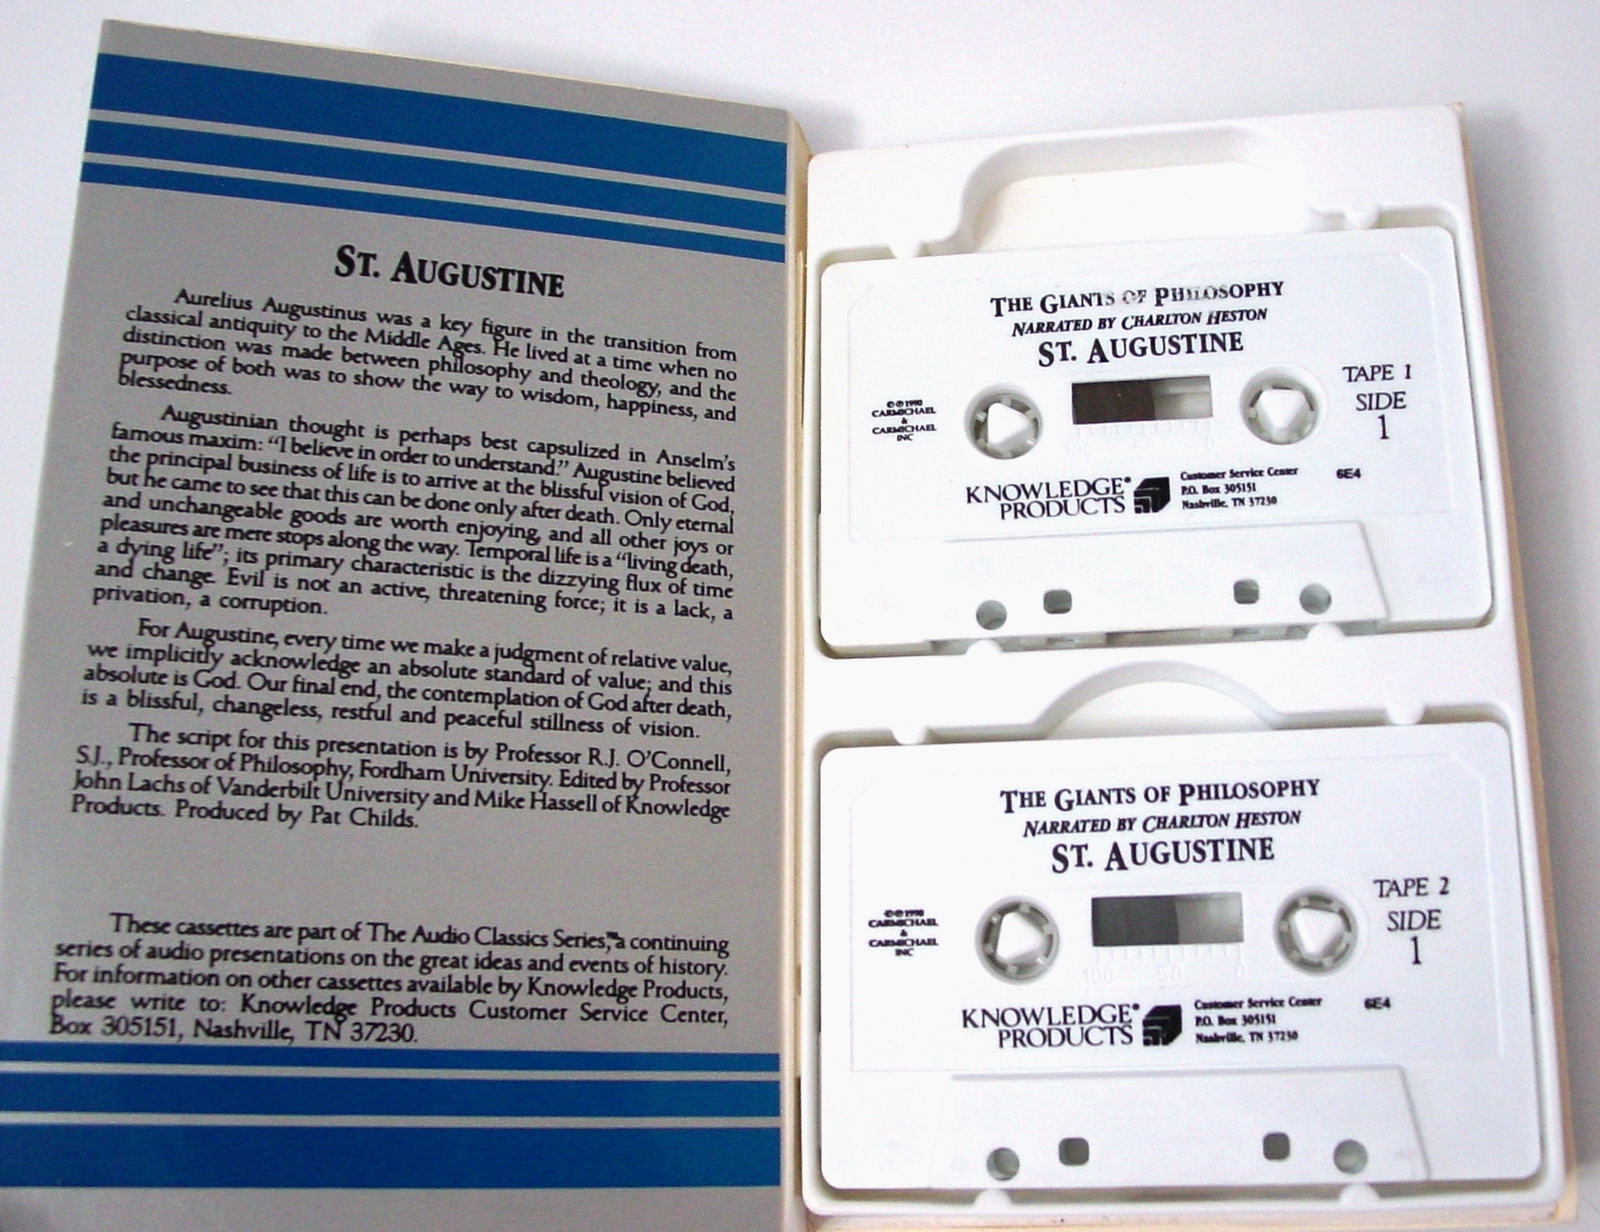 ST. AUGUSTINE
Aurelius Augustinus was a key figure in the transition from
classical antiquity to the Middle Ages. He lived at a time when no
distinction was made between philosophy and theology, and the
purpose of both was to show the way to wisdom, happiness, and
blessedness.
Augustinian thought is perhaps best capsulized in Anselm's
famous maxim: "I believe in order to understand." Augustine believed
the principal business of life is to arrive at the blissful vision of God,
but he came to see that this can be done only after death. Only eternal
and unchangeable goods are worth enjoying, and all other joys or
pleasures are mere stops along the way. Temporal life is a "living death,
a dying life"; its primary characteristic is the dizzying flux of time
and change. Evil is not an active, threatening force; it is a lack, a
privation, a corruption.
For Augustine, every time we make a judgment of relative value,
we implicitly acknowledge an absolute standard of value; and this
absolute is God. Our final end, the contemplation of God after death,
is a blissful, changeless, restful and peaceful stillness of vision.
The script for this presentation is by Professor R.J. O'Connell,
S.J., Professor of Philosophy, Fordham University. Edited by Professor
John Lachs of Vanderbilt University and Mike Hassell of Knowledge
Products. Produced by Pat Childs.
These cassettes are part of The Audio Classics Series,™ a continuing
series of audio presentations on the great ideas and events of history.
For information on other cassettes available by Knowledge Products,
please write to: Knowledge Products Customer Service Center,
Box 305151, Nashville, TN 37230.
THE GIANTS OF PHILOSOPHY
NARRATED BY CHARLTON HESTON
ST. AUGUSTINE
TAPE 1
SIDE
1
©℗ 1990
CARMICHAEL
&
CARMICHAEL
INC
KNOWLEDGE®
PRODUCTS
Customer Service Center
P.O. Box 305151
Nashville, TN 37230
6E4
THE GIANTS OF PHILOSOPHY
NARRATED BY CHARLTON HESTON
ST. AUGUSTINE
TAPE 2
SIDE
1
©℗ 1990
CARMICHAEL
&
CARMICHAEL
INC
100 50 0
KNOWLEDGE®
PRODUCTS
Customer Service Center
P.O. Box 305151
Nashville, TN 37230
6E4